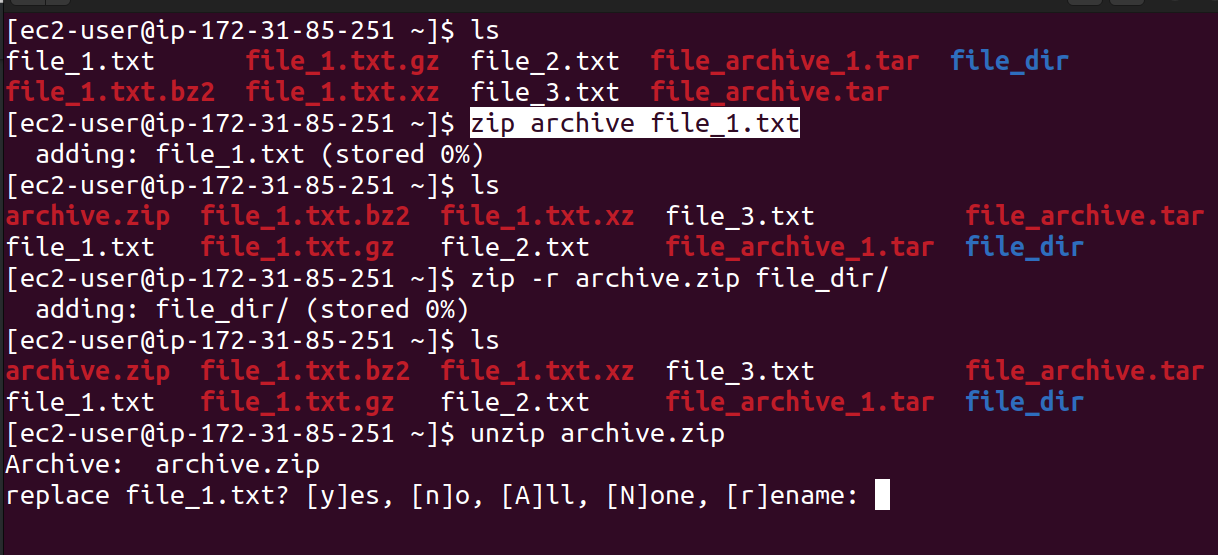 [ec2-user@ip-172-31-85-251 ~]$ ls
file_1.txt      file_1.txt.gz  file_2.txt  file_archive_1.tar  file_dir
file_1.txt.bz2  file_1.txt.xz  file_3.txt  file_archive.tar
[ec2-user@ip-172-31-85-251 ~]$ zip archive file_1.txt
  adding: file_1.txt (stored 0%)
[ec2-user@ip-172-31-85-251 ~]$ ls
archive.zip  file_1.txt.bz2  file_1.txt.xz  file_3.txt          file_archive.tar
file_1.txt   file_1.txt.gz   file_2.txt     file_archive_1.tar  file_dir
[ec2-user@ip-172-31-85-251 ~]$ zip -r archive.zip file_dir/
  adding: file_dir/ (stored 0%)
[ec2-user@ip-172-31-85-251 ~]$ ls
archive.zip  file_1.txt.bz2  file_1.txt.xz  file_3.txt          file_archive.tar
file_1.txt   file_1.txt.gz   file_2.txt     file_archive_1.tar  file_dir
[ec2-user@ip-172-31-85-251 ~]$ unzip archive.zip
Archive:  archive.zip
replace file_1.txt? [y]es, [n]o, [A]ll, [N]one, [r]ename: